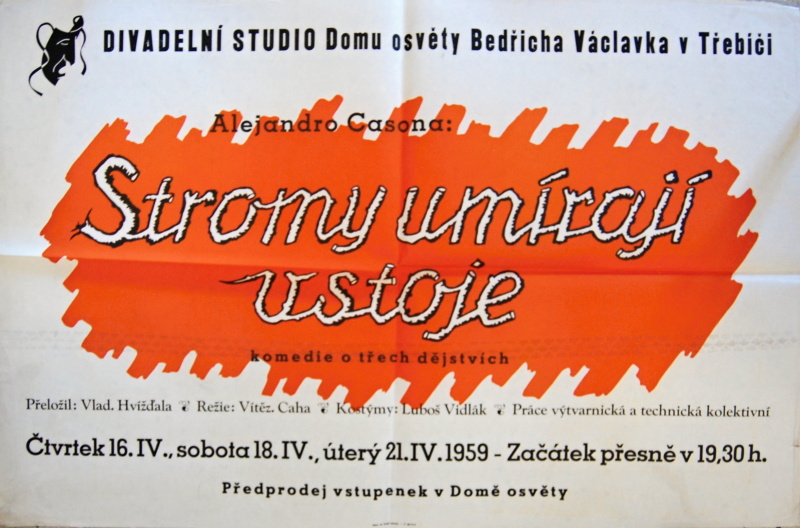 DIVADELNÍ STUDIO Domu osvěty Bedřicha Václavka v Třebíči
Alejandro Casona:
Stromy umírají
vstoje
komedie o třech dějstvích
Přeložil: Vlad. Hvížďala Režie: Vítěz. Caha Kostýmy: Luboš Vidlák Práce výtvarnická a technická kolektivní
Čtvrtek 16. IV., sobota 18. IV., úterý 21. IV. 1959 - Začátek přesně v 19,30 h.
Předprodej vstupenek v Domě osvěty